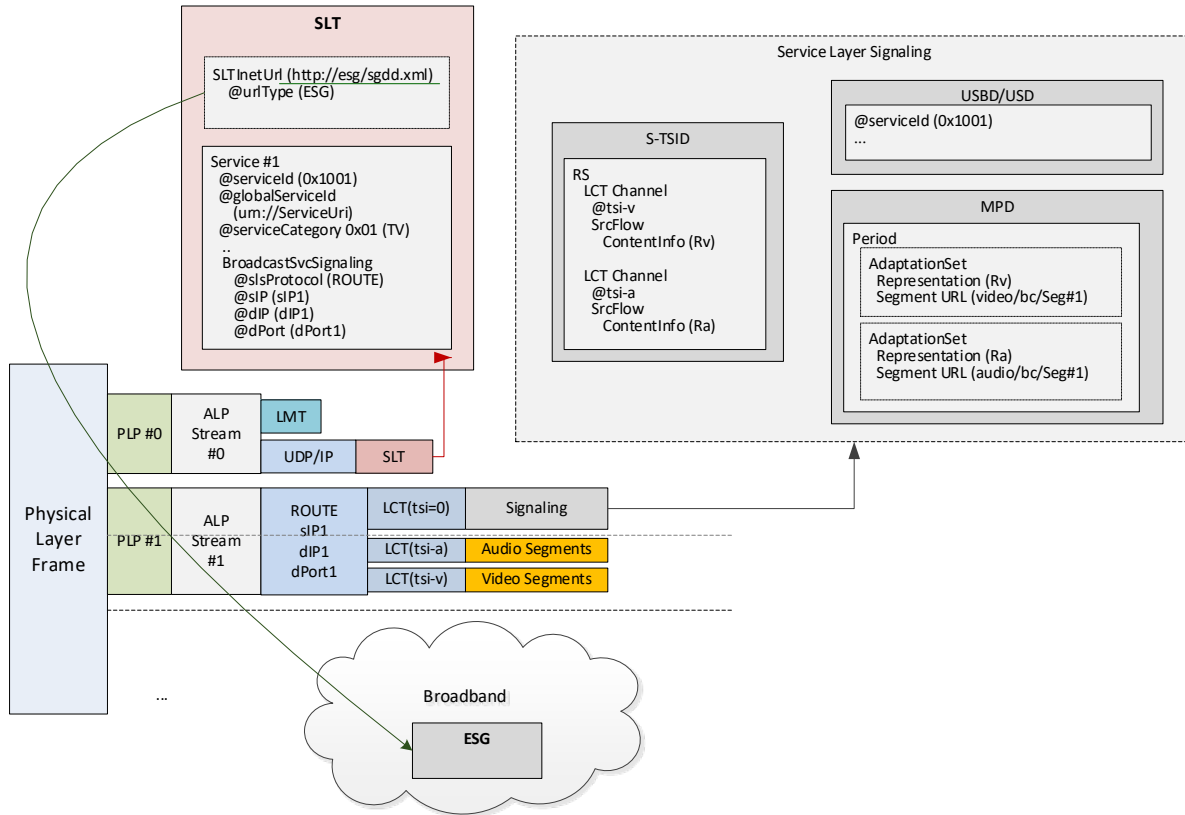 SLT
SLTInetUrl (http://esg/sgdd.xml)
@urlType (ESG)
Service #1
@serviceId (0x1001)
@globalServiceId
(urn://ServiceUri)
@serviceCategory 0x01 (TV)
..
BroadcastSvcSignaling
@slsProtocol (ROUTE)
@sIP (sIP1)
@dIP (dIP1)
@dPort (dPort1)
Service Layer Signaling
S-TSID
RS
LCT Channel
@tsi-v
SrcFlow
ContentInfo (Rv)
LCT Channel
@tsi-a
SrcFlow
ContentInfo (Ra)
USBD/USD
@serviceId (0x1001)
...
MPD
Period
AdaptationSet
Representation (Rv)
Segment URL (video/bc/Seg#1)
AdaptationSet
Representation (Ra)
Segment URL (audio/bc/Seg#1)
Physical
Layer
Frame
PLP #0
ALP
Stream
#0
LMT
UDP/IP
SLT
PLP #1
ALP
Stream
#1
ROUTE
sIP1
dIP1
dPort1
LCT(tsi=0)
Signaling
LCT(tsi-a)
Audio Segments
LCT(tsi-v)
Video Segments
...
Broadband
ESG